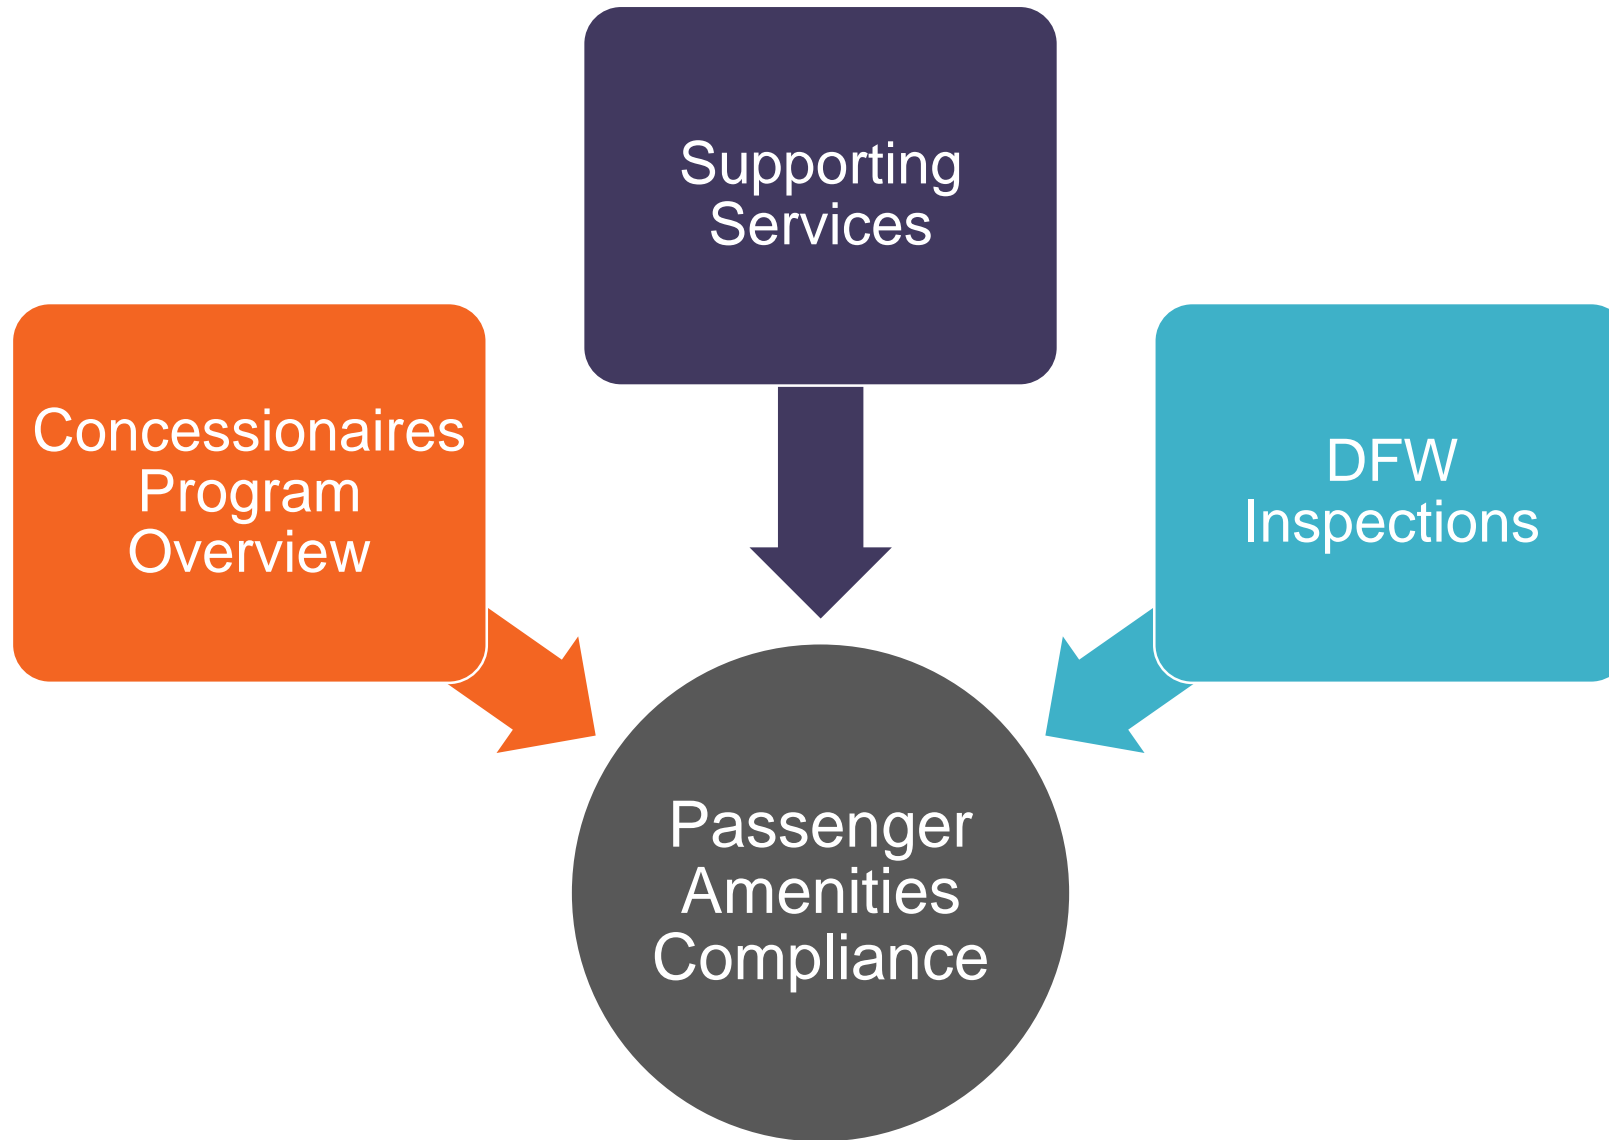 Supporting
Services
Concessionaires
Program
Overview
DFW
Inspections
Passenger
Amenities
Compliance